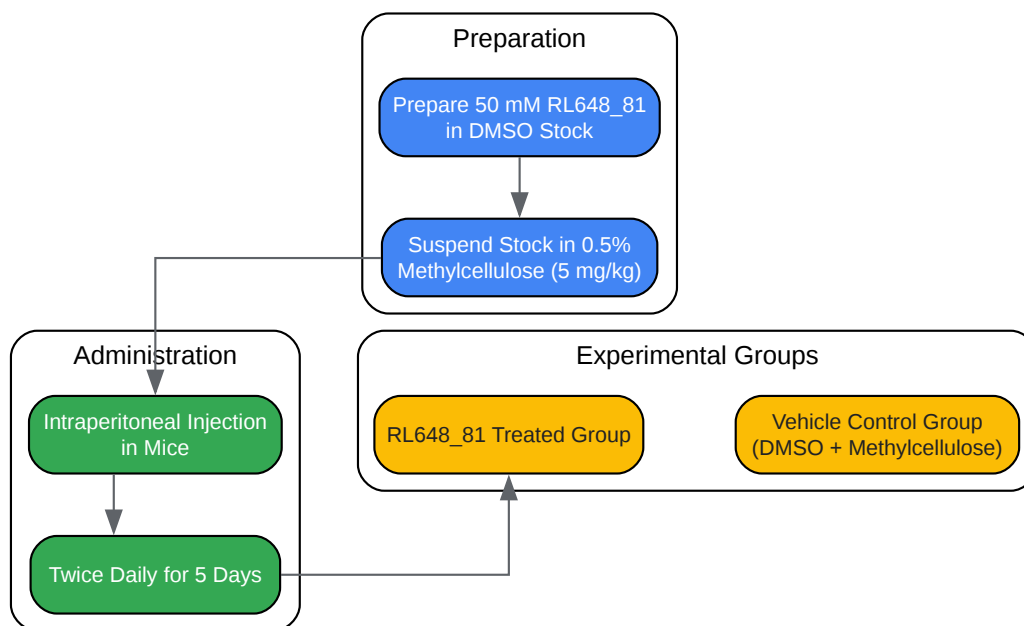 Preparation
Prepare 50 mM RL648_81
in DMSO Stock
Suspend Stock in 0.5%
Methylcellulose (5 mg/kg)
Administration
Intraperitoneal Injection
in Mice
Twice Daily for 5 Days
Experimental Groups
RL648_81 Treated Group
Vehicle Control Group
(DMSO + Methylcellulose)